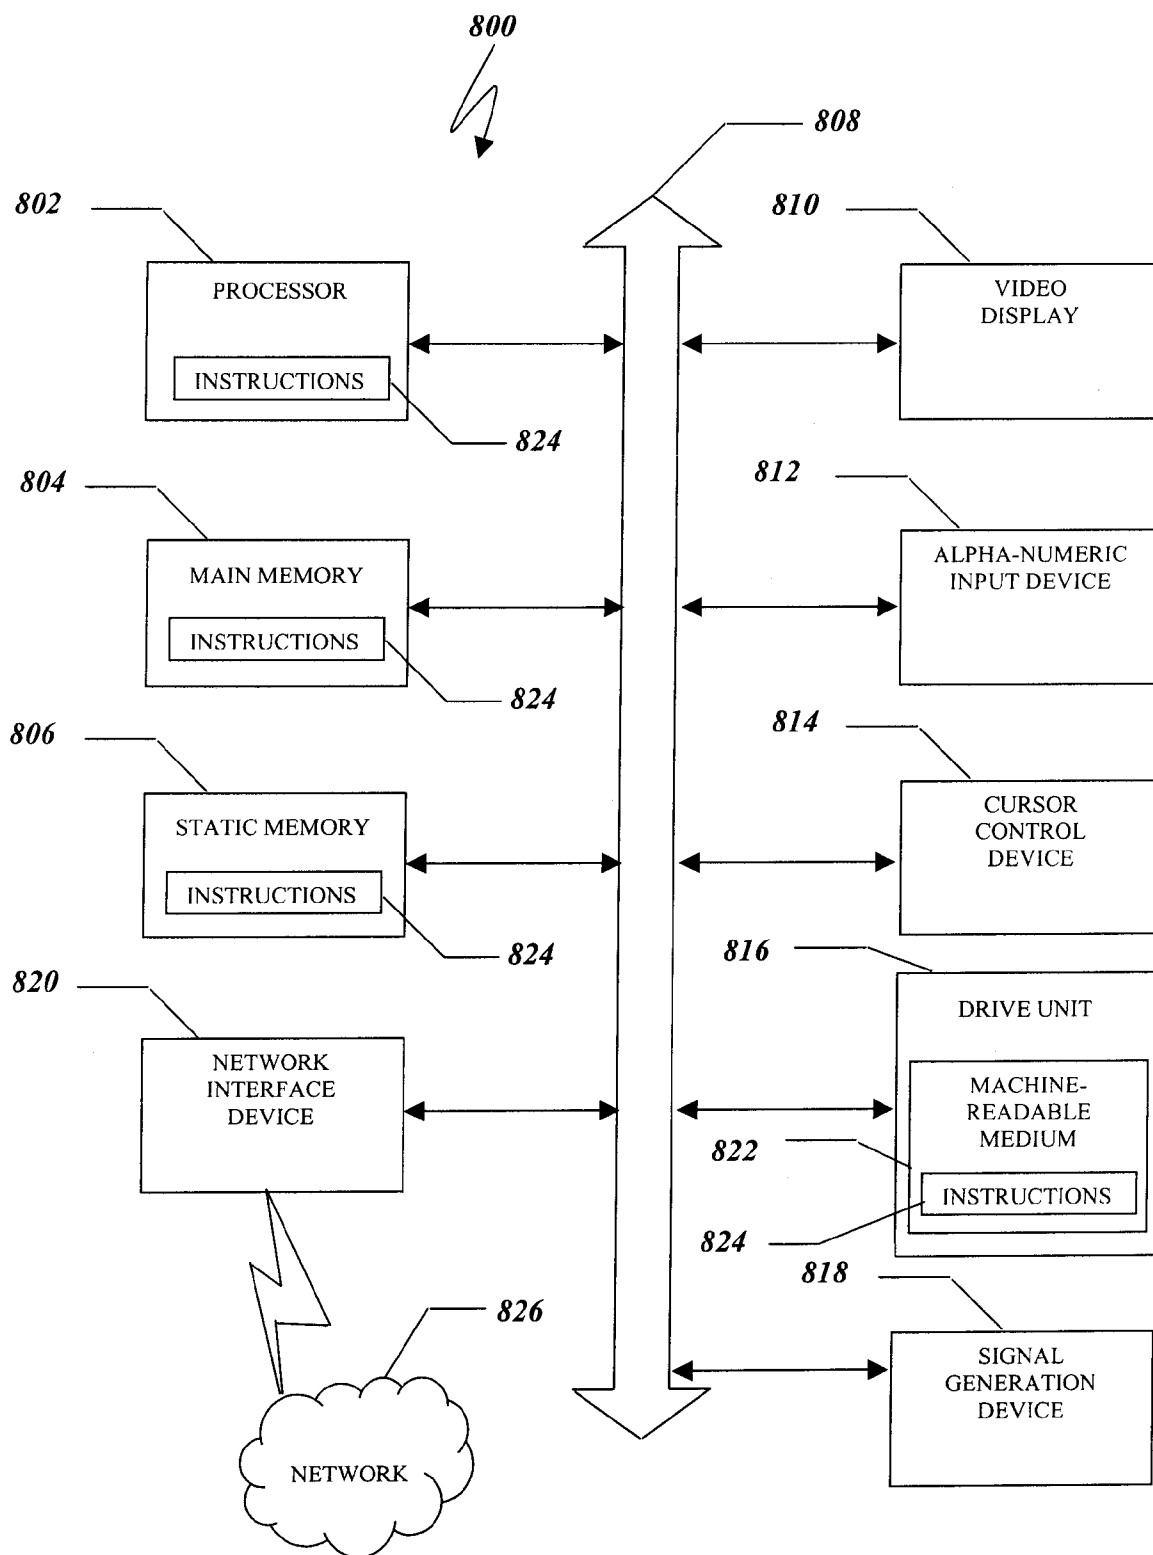 800
808
802
PROCESSOR
INSTRUCTIONS
824
804
MAIN MEMORY
INSTRUCTIONS
824
806
STATIC MEMORY
INSTRUCTIONS
824
820
NETWORK
INTERFACE
DEVICE
826
NETWORK
810
VIDEO
DISPLAY
812
ALPHA-NUMERIC
INPUT DEVICE
814
CURSOR
CONTROL
DEVICE
816
DRIVE UNIT
MACHINE-
READABLE
MEDIUM
822
INSTRUCTIONS
824
818
SIGNAL
GENERATION
DEVICE